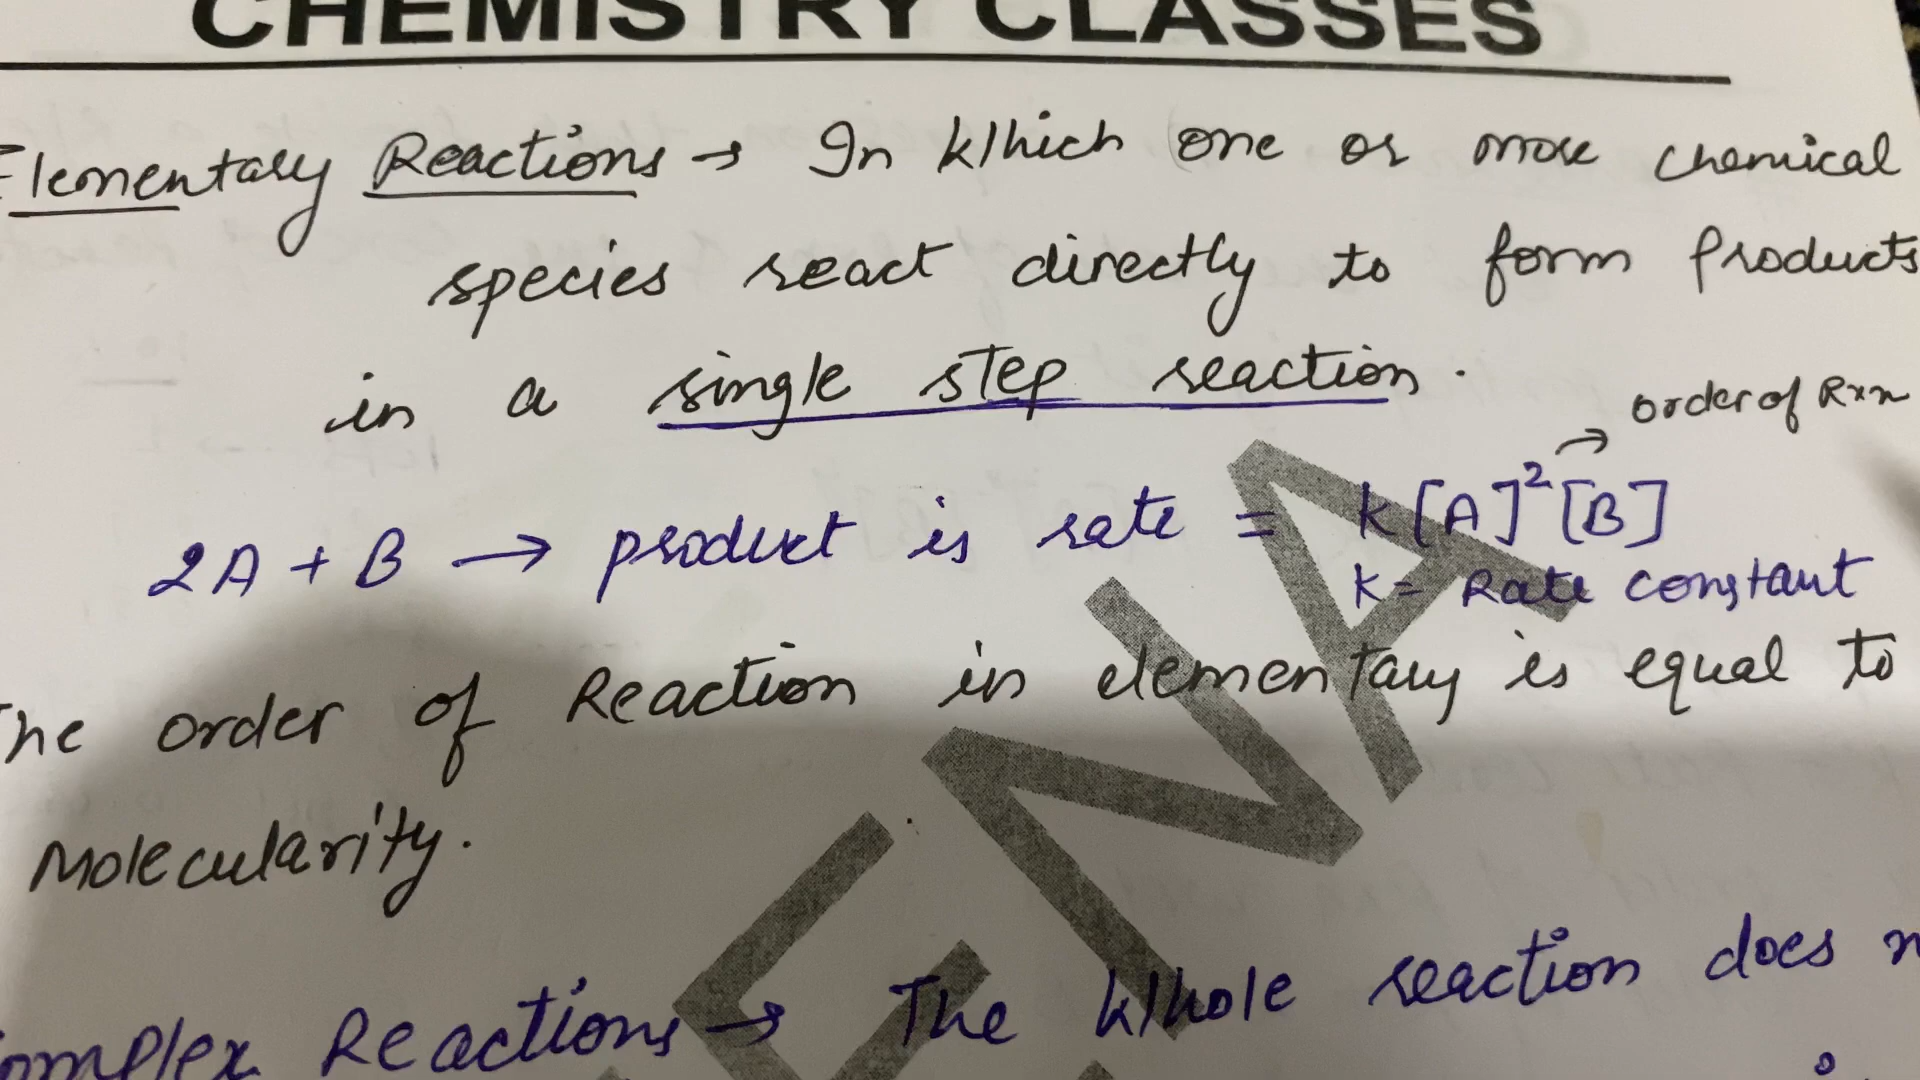 CHEMISTRY CLASSES
Elementary Reactions → In Which one or more chemical
species react directly to form Products
in a single step reaction.
order of Rxn
2A + B → product is rate = k[A]²[B]
k = Rate constant
The order of Reaction in elementary is equal to
Molecularity.
Complex Reactions → The Whole reaction does
ENA